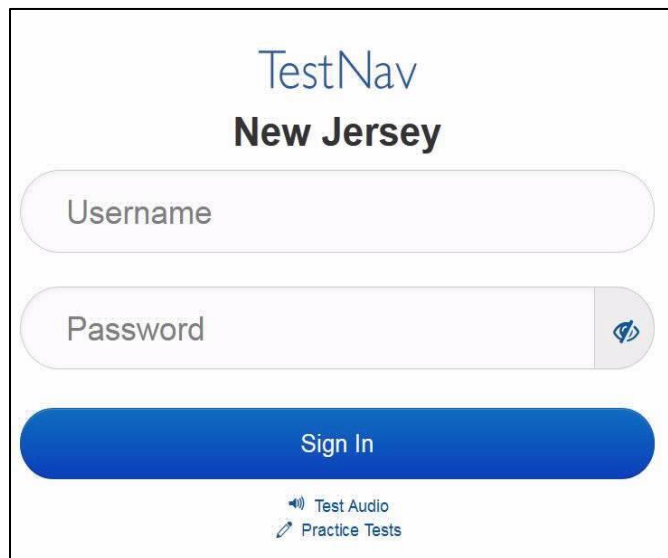 TestNav
New Jersey
Username
Password
Sign In
Test Audio
Practice Tests